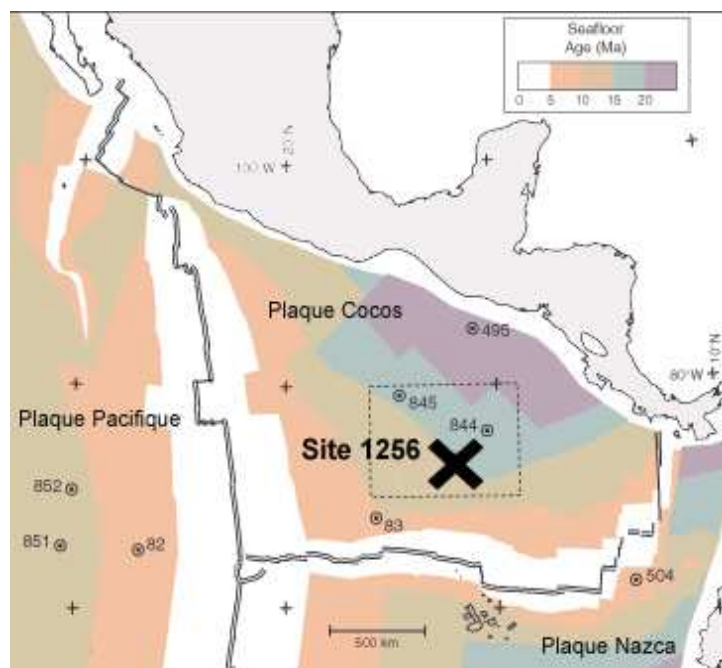 Seafloor
Age (Ma)
0 5 10 15 20
100 W
20 N
Plaque Cocos
495
10 N
80°W
845
Plaque Pacifique
844
Site 1256
852
83
851
82
504
500 km
Plaque Nazca